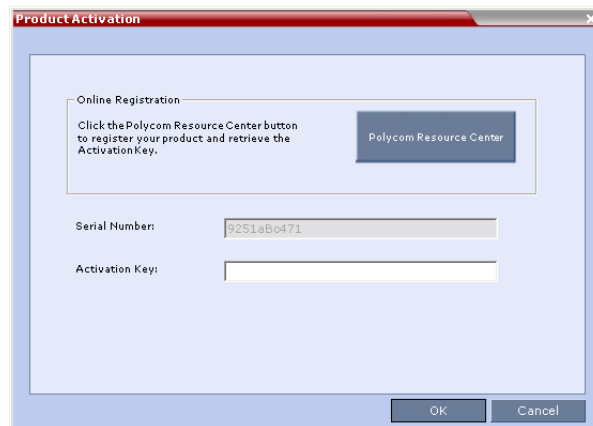 Product Activation
Online Registration
Click the Polycom Resource Center button
to register your product and retrieve the
Activation Key.
Polycom Resource Center
Serial Number:
9251aBc471
Activation Key:
OK
Cancel